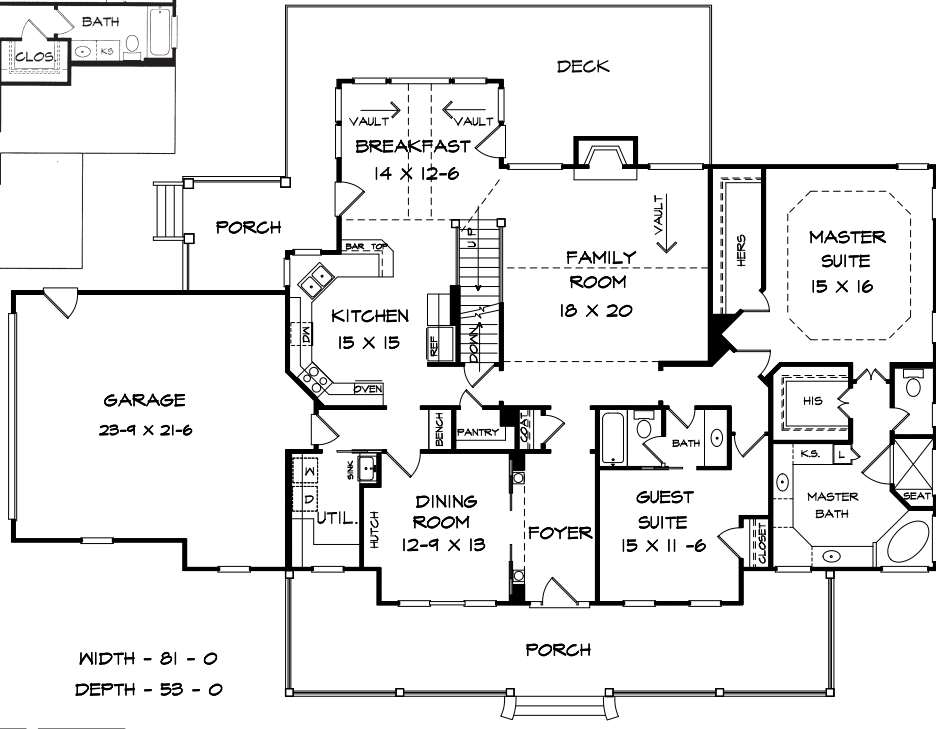 BATH
KS
CLOS.
DECK
VAULT
VAULT
BREAKFAST
14 X 12-6
PORCH
VAULT
UP
BAR TOP
HERS
MASTER
SUITE
15 X 16
FAMILY
ROOM
18 X 20
KITCHEN
15 X 15
DW
REF
DOWN
OVEN
GARAGE
23-9 X 21-6
HIS
BENCH
PANTRY
COAT
BATH
K.S.
L
W
D
SINK
UTIL.
HUTCH
DINING
ROOM
12-9 X 13
FOYER
GUEST
SUITE
15 X 11 -6
CLOSET
MASTER
BATH
SEAT
PORCH
WIDTH - 81 - 0
DEPTH - 53 - 0